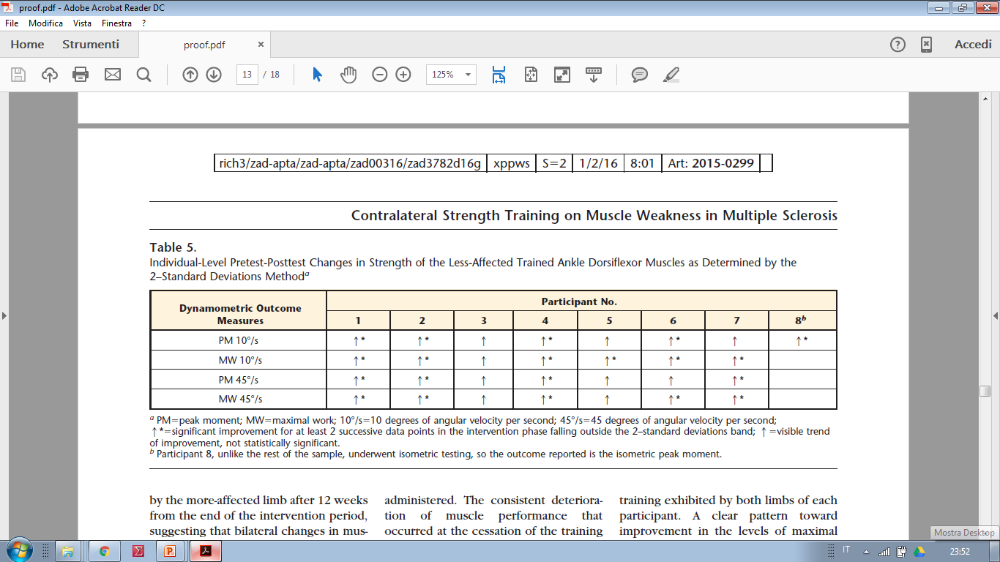 proof.pdf - Adobe Acrobat Reader DC
File Modifica Vista Finestra ?
Home Strumenti proof.pdf × ? Accedi
13 / 18 125%
rich3/zad-apta/zad-apta/zad00316/zad3782d16g xppws S=2 1/2/16 8:01 Art: 2015-0299
Contralateral Strength Training on Muscle Weakness in Multiple Sclerosis
Table 5.
Individual-Level Pretest-Posttest Changes in Strength of the Less-Affected Trained Ankle Dorsiflexor Muscles as Determined by the
2–Standard Deviations Methodᵃ
Dynamometric Outcome
Measures
Participant No.
1 2 3 4 5 6 7 8ᵇ
PM 10°/s ↑* ↑* ↑ ↑* ↑ ↑* ↑ ↑*
MW 10°/s ↑* ↑* ↑ ↑* ↑* ↑* ↑*
PM 45°/s ↑* ↑* ↑ ↑* ↑ ↑ ↑*
MW 45°/s ↑* ↑* ↑ ↑* ↑ ↑* ↑*
ᵃ PM=peak moment; MW=maximal work; 10°/s=10 degrees of angular velocity per second; 45°/s=45 degrees of angular velocity per second;
↑*=significant improvement for at least 2 successive data points in the intervention phase falling outside the 2–standard deviations band; ↑=visible trend
of improvement, not statistically significant.
ᵇ Participant 8, unlike the rest of the sample, underwent isometric testing, so the outcome reported is the isometric peak moment.
by the more-affected limb after 12 weeks
from the end of the intervention period,
suggesting that bilateral changes in mus-
administered. The consistent deteriora-
tion of muscle performance that
occurred at the cessation of the training
training exhibited by both limbs of each
participant. A clear pattern toward
improvement in the levels of maximal
Mostra Desktop
IT 23:52